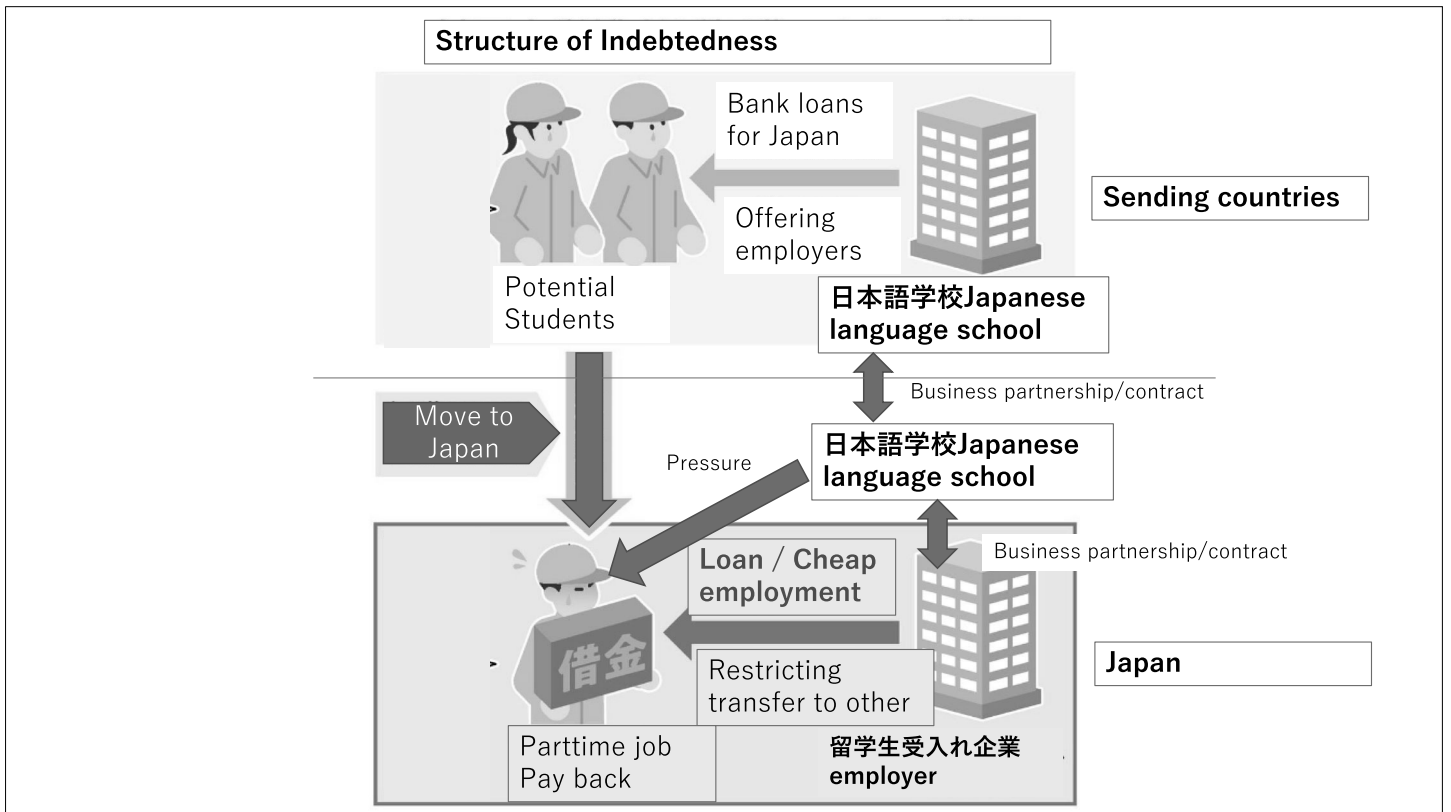 Structure of Indebtedness
Bank loans
for Japan
Offering
employers
Sending countries
Potential
Students
日本語学校Japanese
language school
Business partnership/contract
Move to
Japan
日本語学校Japanese
language school
Pressure
Business partnership/contract
Loan / Cheap
employment
借金
Restricting
transfer to other
Japan
Parttime job
Pay back
留学生受入れ企業
employer